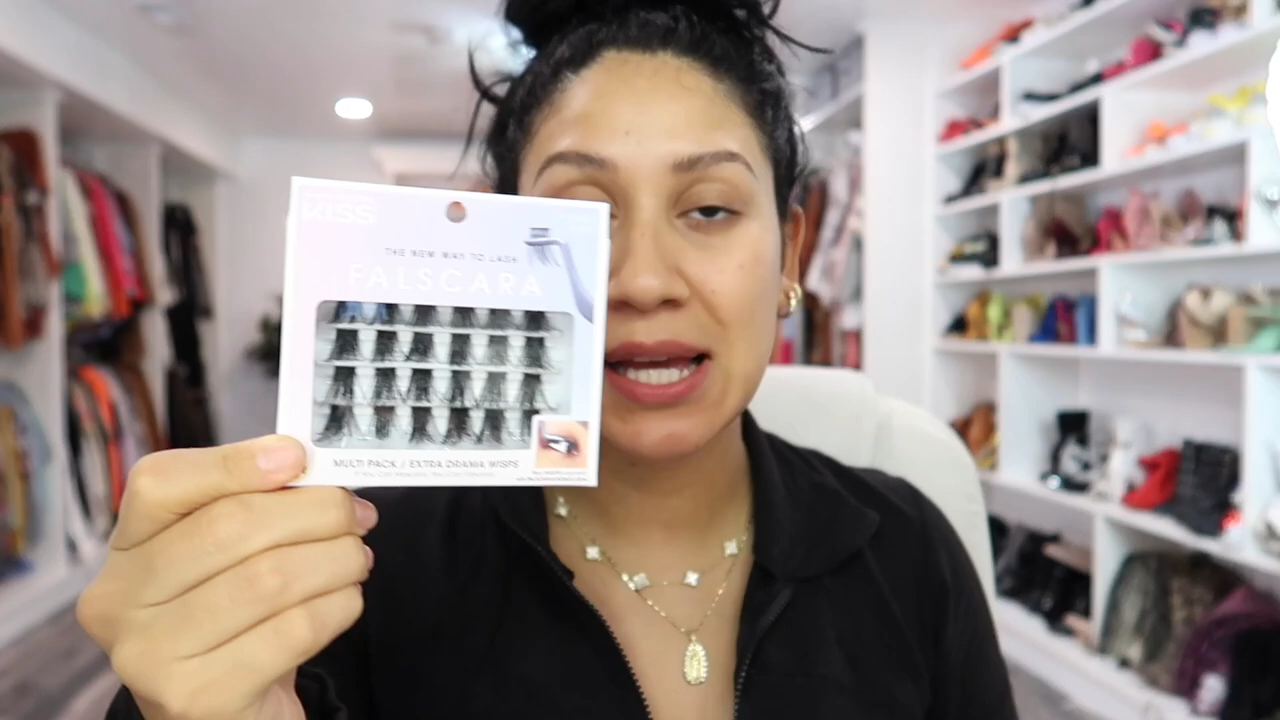 KISS
THE NEW WAY TO LASH
FALSCARA
MULTI PACK // EXTRA DRAMA WISPS